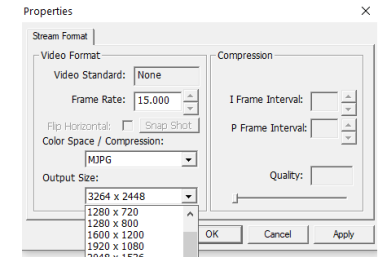 Properties
Stream Format
Video Format
Video Standard: None
Frame Rate: 15.000
Flip Horizontal: Snap Shot
Color Space / Compression:
MJPG
Output Size:
3264 x 2448
1280 x 720
1280 x 800
1600 x 1200
1920 x 1080
2048 x 1536
Compression
I Frame Interval:
P Frame Interval:
Quality:
OK
Cancel
Apply